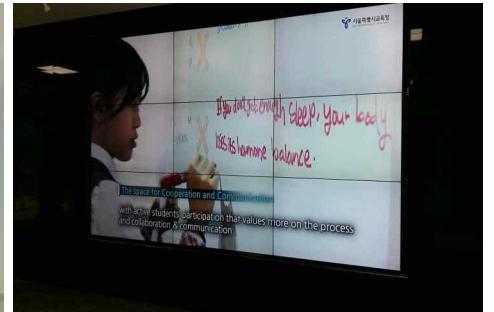 서울특별시교육청
If you don't get enough sleep, your body
loses its hormone balance.
The space for Cooperation and Communication
with active students' participation that values more on the process
and collaboration & communication